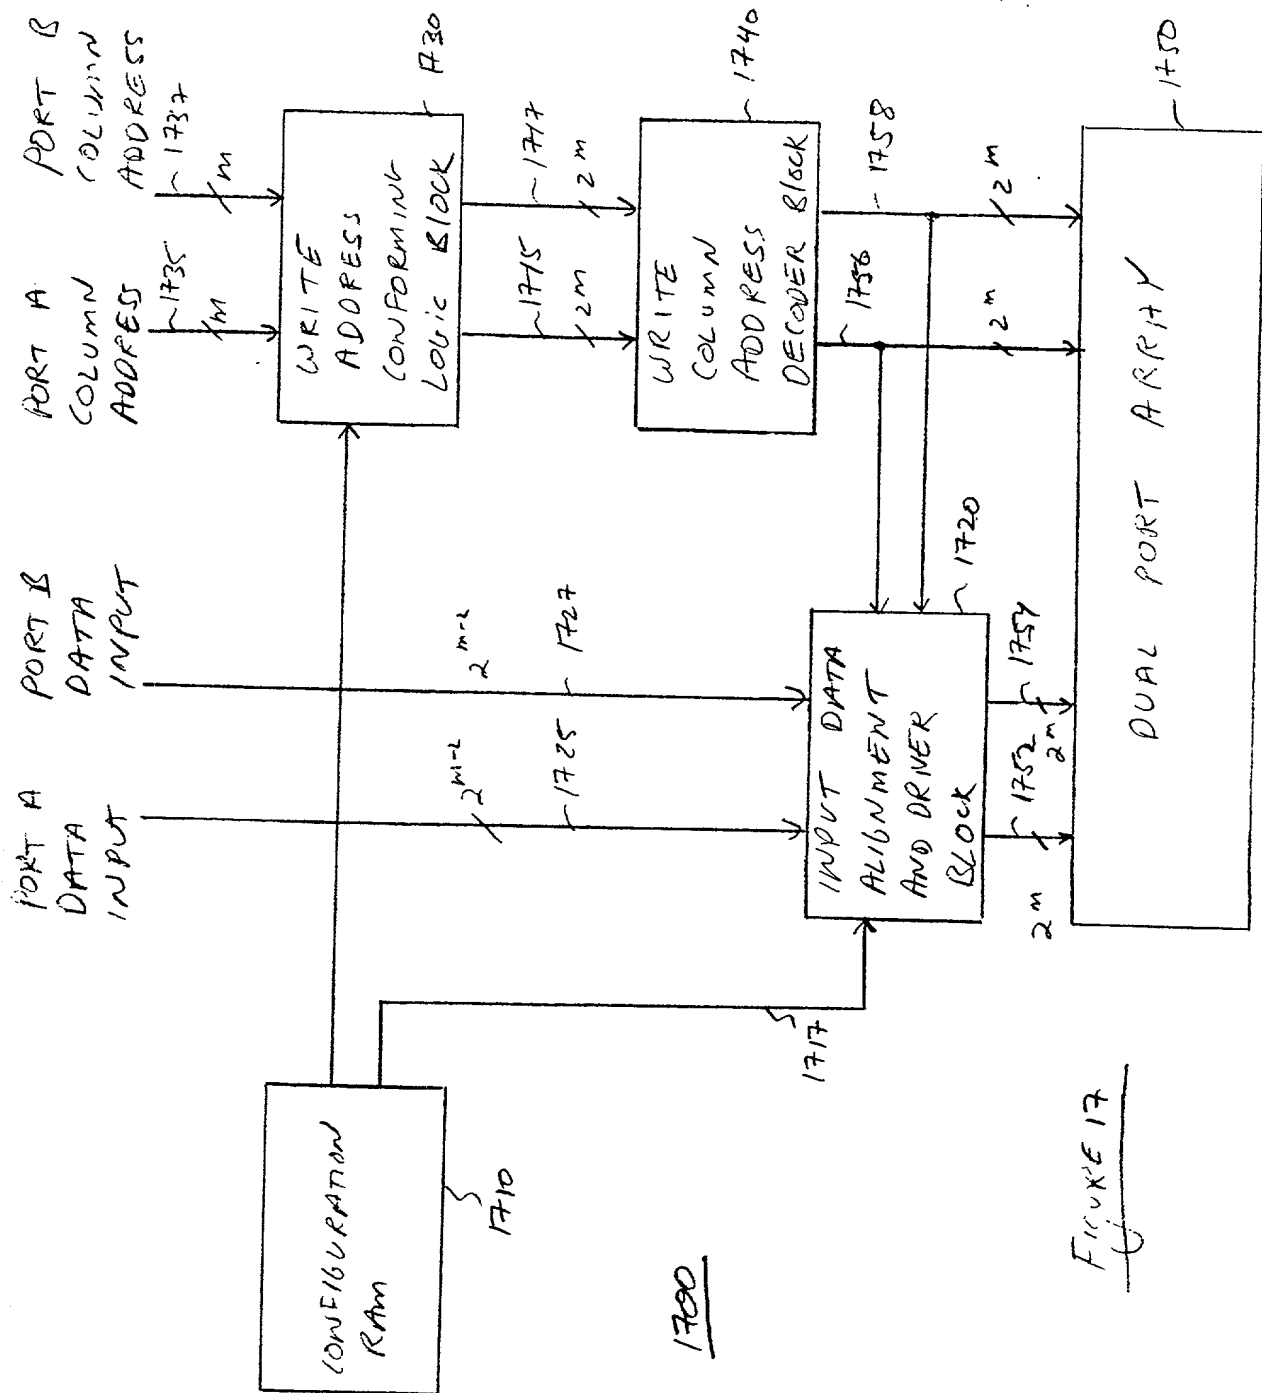 PORT A
DATA
INPUT
PORT B
DATA
INPUT
PORT A
COLUMN
ADDRESS
PORT B
COLUMN
ADDRESS
1735
m
1737
m
CONFIGURATION
RAM
1710
WRITE
ADDRESS
CONFORMING
LOGIC BLOCK
1730
2^m-2
1725
2^m-2
1727
1715
2m
1717
2^m
WRITE
COLUMN
ADDRESS
DECODER BLOCK
1740
1717
INPUT DATA
ALIGNMENT
AND DRIVER
BLOCK
1720
1756
2^m
1758
2^m
1752
2^m
1754
2^m
DUAL PORT ARRAY
1750
1700
FIGURE 17